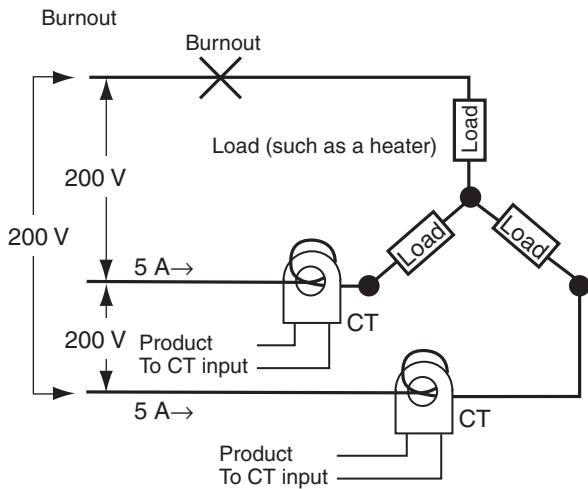 Burnout
Burnout
Load
Load (such as a heater)
200 V
200 V
Load
Load
5 A→
CT
200 V
Product
To CT input
5 A→
CT
Product
To CT input